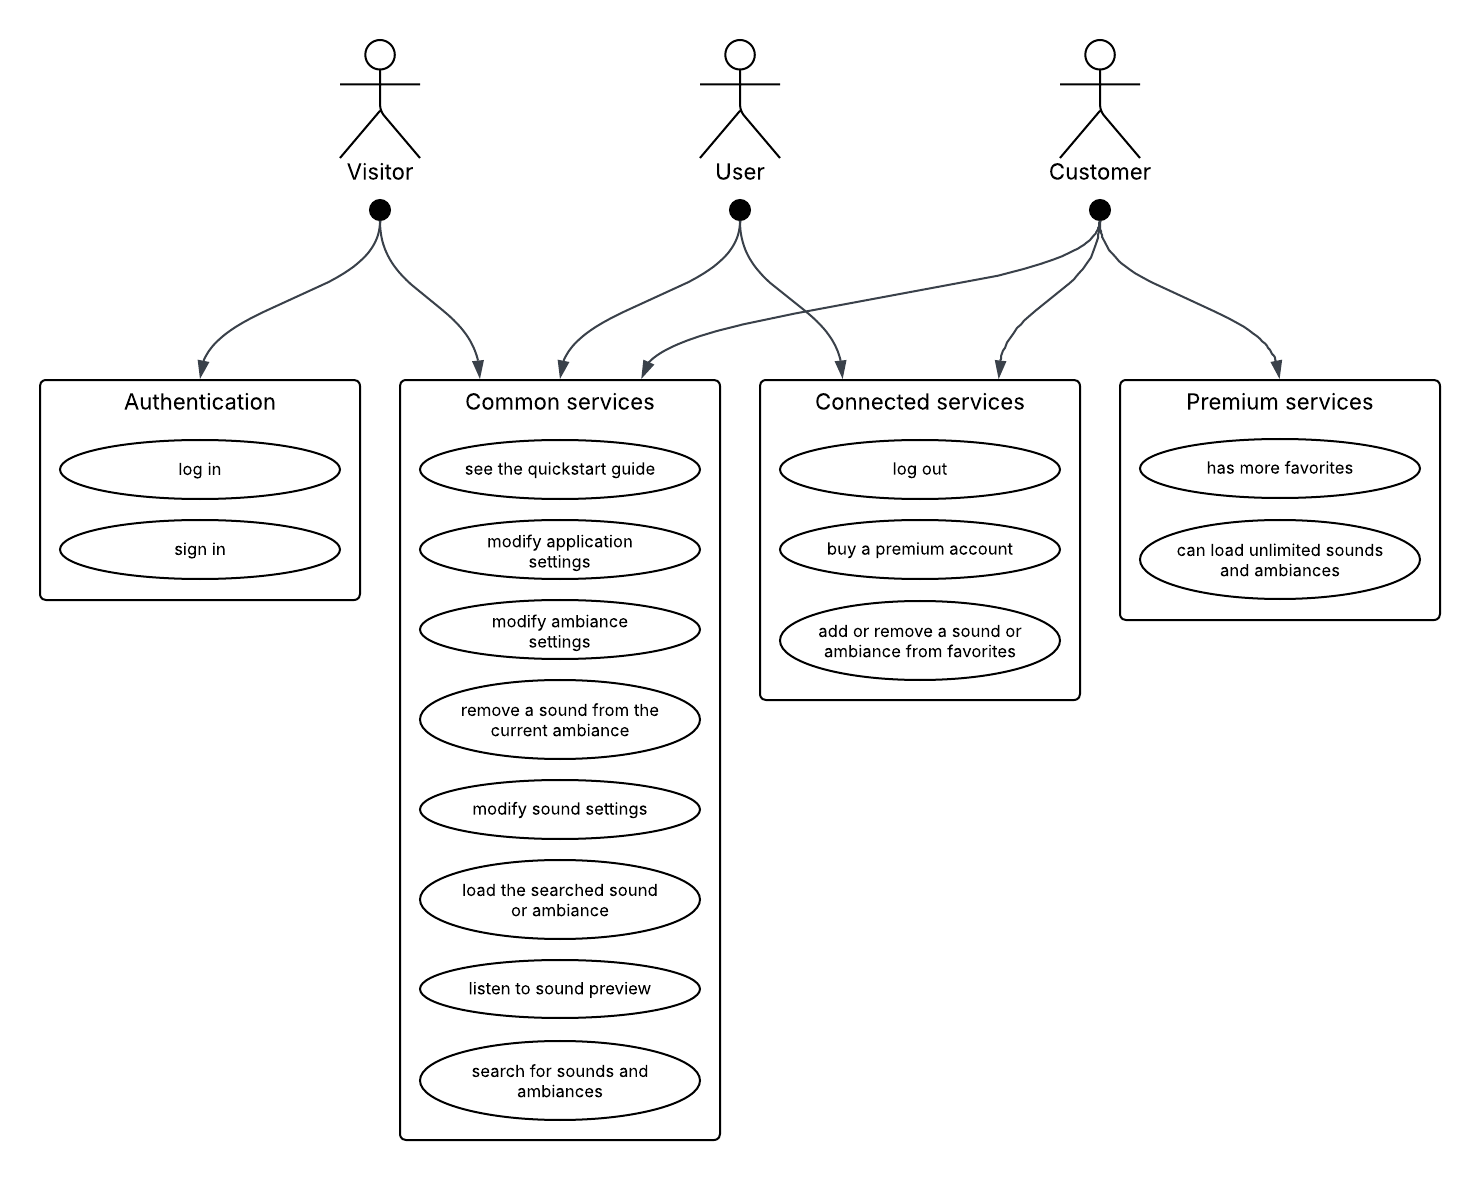 Visitor
User
Customer
Authentication
log in
sign in
Common services
see the quickstart guide
modify application
settings
modify ambiance
settings
remove a sound from the
current ambiance
modify sound settings
load the searched sound
or ambiance
listen to sound preview
search for sounds and
ambiances
Connected services
log out
buy a premium account
add or remove a sound or
ambiance from favorites
Premium services
has more favorites
can load unlimited sounds
and ambiances